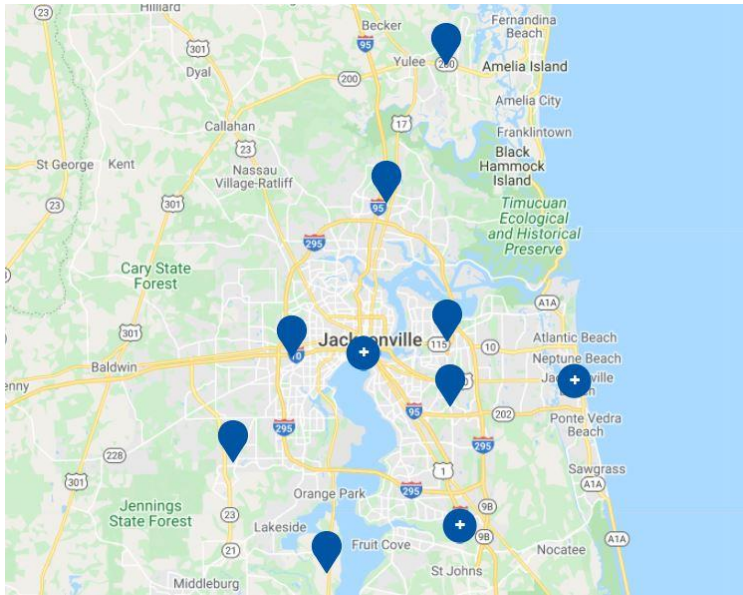 Hilliard
23
Becker
Fernandina
Beach
95
301
Dyal
Yulee
200
Amelia Island
200
Amelia City
17
Callahan
Franklintown
23
Black
Hammock
Island
St George
Kent
Nassau
Village-Ratliff
23
301
95
Timucuan
Ecological
and Historical
Preserve
295
Cary State
Forest
A1A
301
115
10
Atlantic Beach
Baldwin
Neptune Beach
95
202
Ponte Vedra
Beach
295
295
228
1
Sawgrass
301
Orange Park
295
A1A
Jennings
State Forest
23
9B
Lakeside
9B
A1A
21
Fruit Cove
Nocatee
Middleburg
St Johns